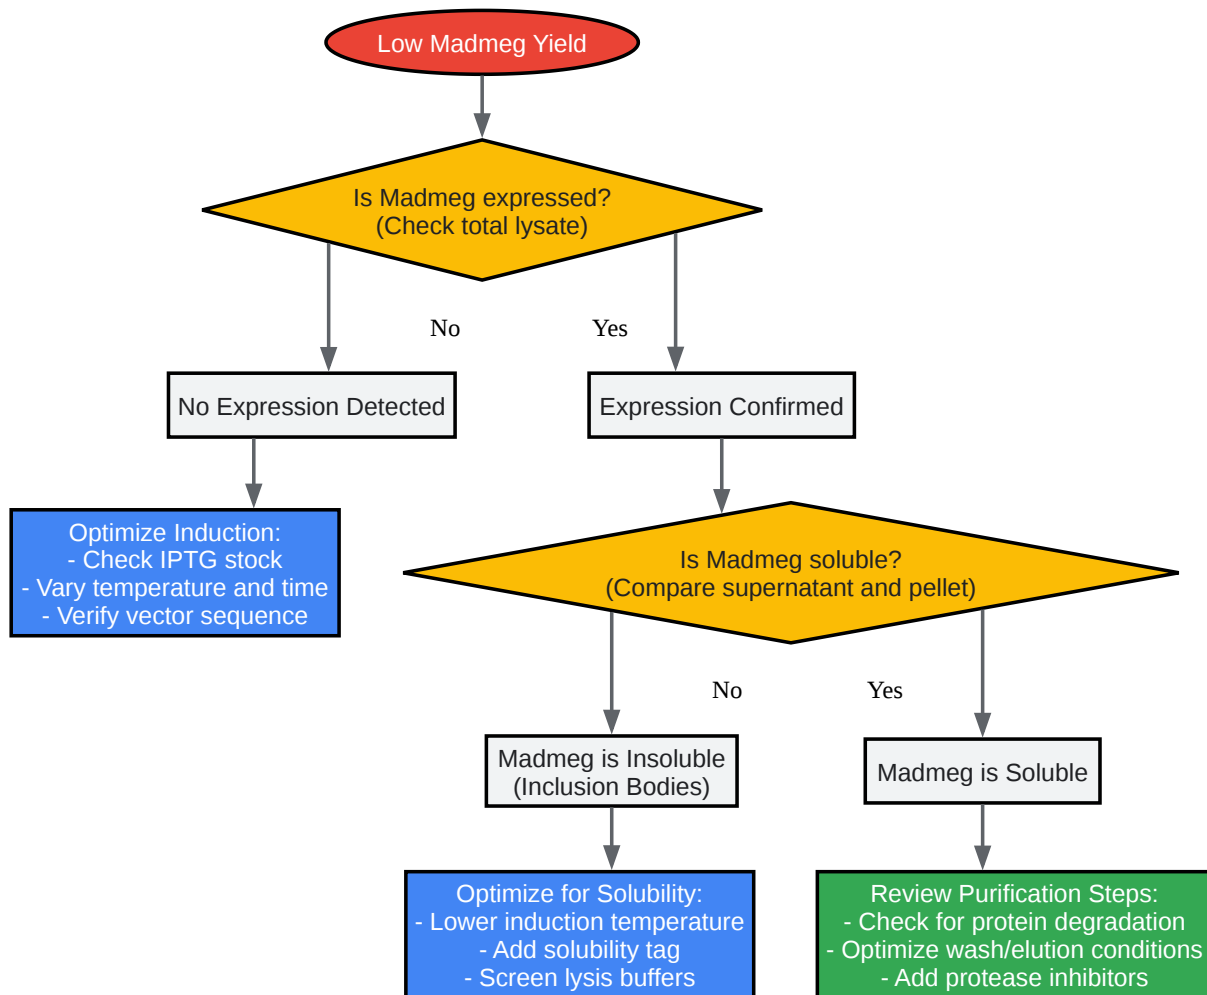 Low Madmeg Yield
Is Madmeg expressed?
(Check total lysate)
No
Yes
No Expression Detected
Expression Confirmed
Optimize Induction:
- Check IPTG stock
- Vary temperature and time
- Verify vector sequence
Is Madmeg soluble?
(Compare supernatant and pellet)
No
Yes
Madmeg is Insoluble
(Inclusion Bodies)
Madmeg is Soluble
Optimize for Solubility:
- Lower induction temperature
- Add solubility tag
- Screen lysis buffers
Review Purification Steps:
- Check for protein degradation
- Optimize wash/elution conditions
- Add protease inhibitors